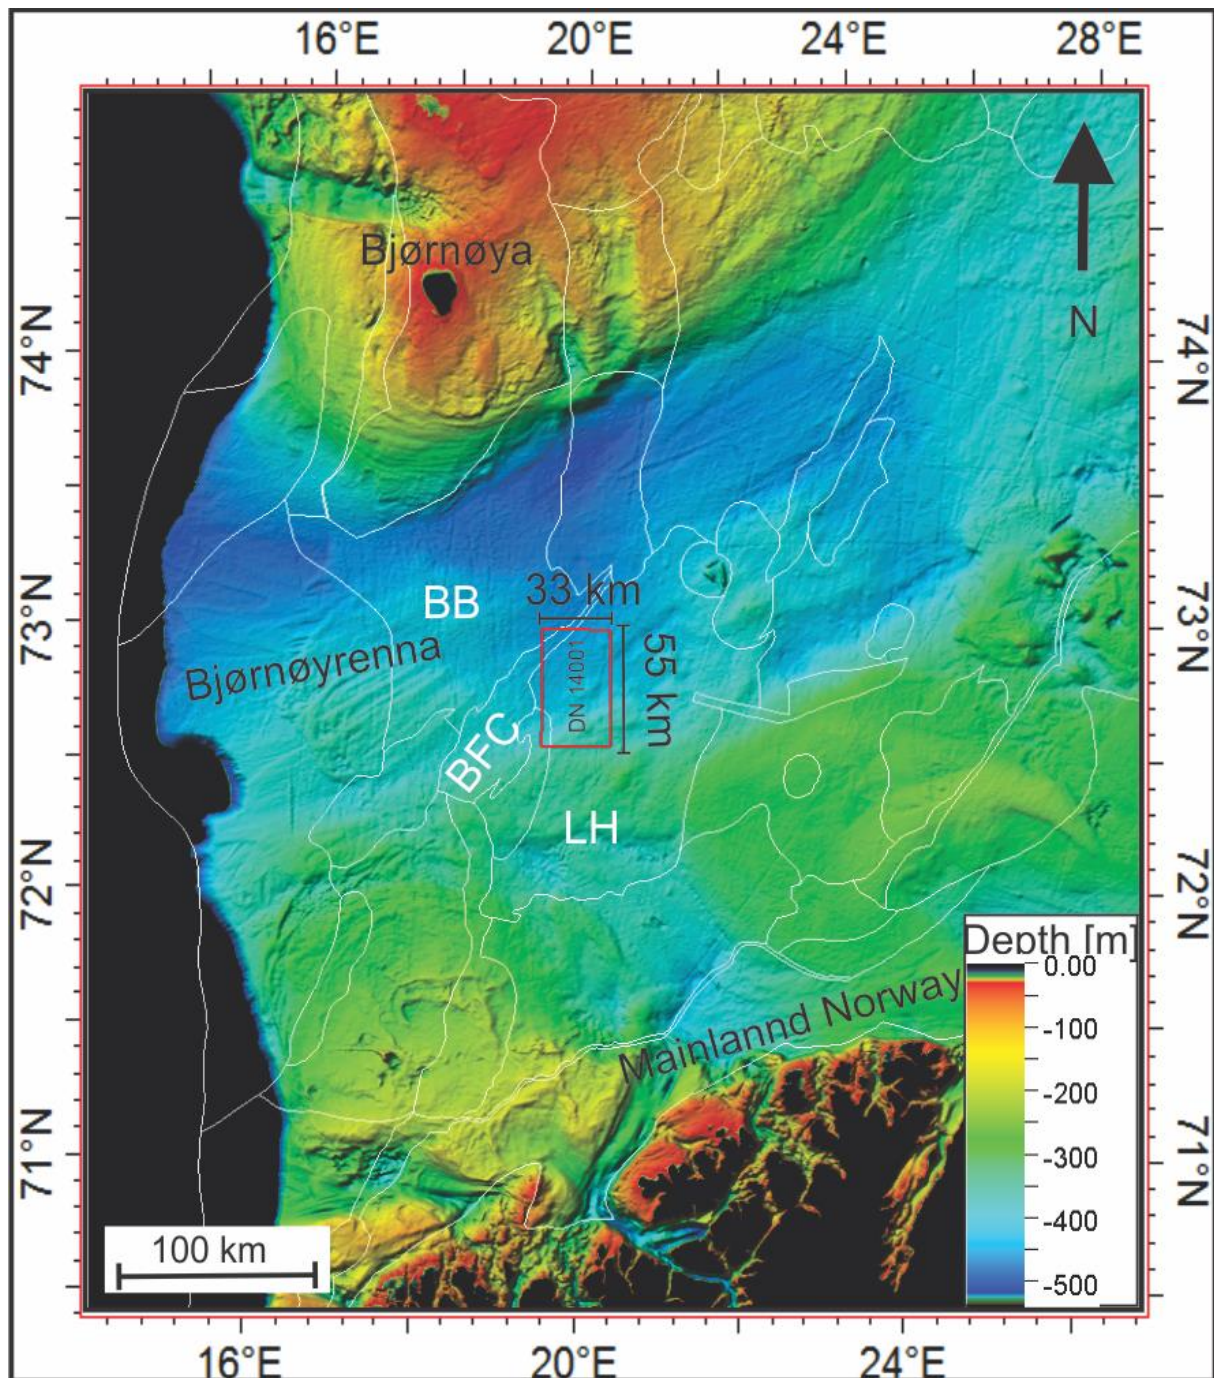 16°E 20°E 24°E 28°E
Bjørnøya
N
74°N 74°N
33 km
BB
73°N 73°N
Bjørnøyrenna
DN 14001
55 km
BFC
LH
72°N 72°N
Depth [m]
0.00
-100
Mainlannd Norway
-200
71°N 71°N
-300
-400
100 km
-500
16°E 20°E 24°E